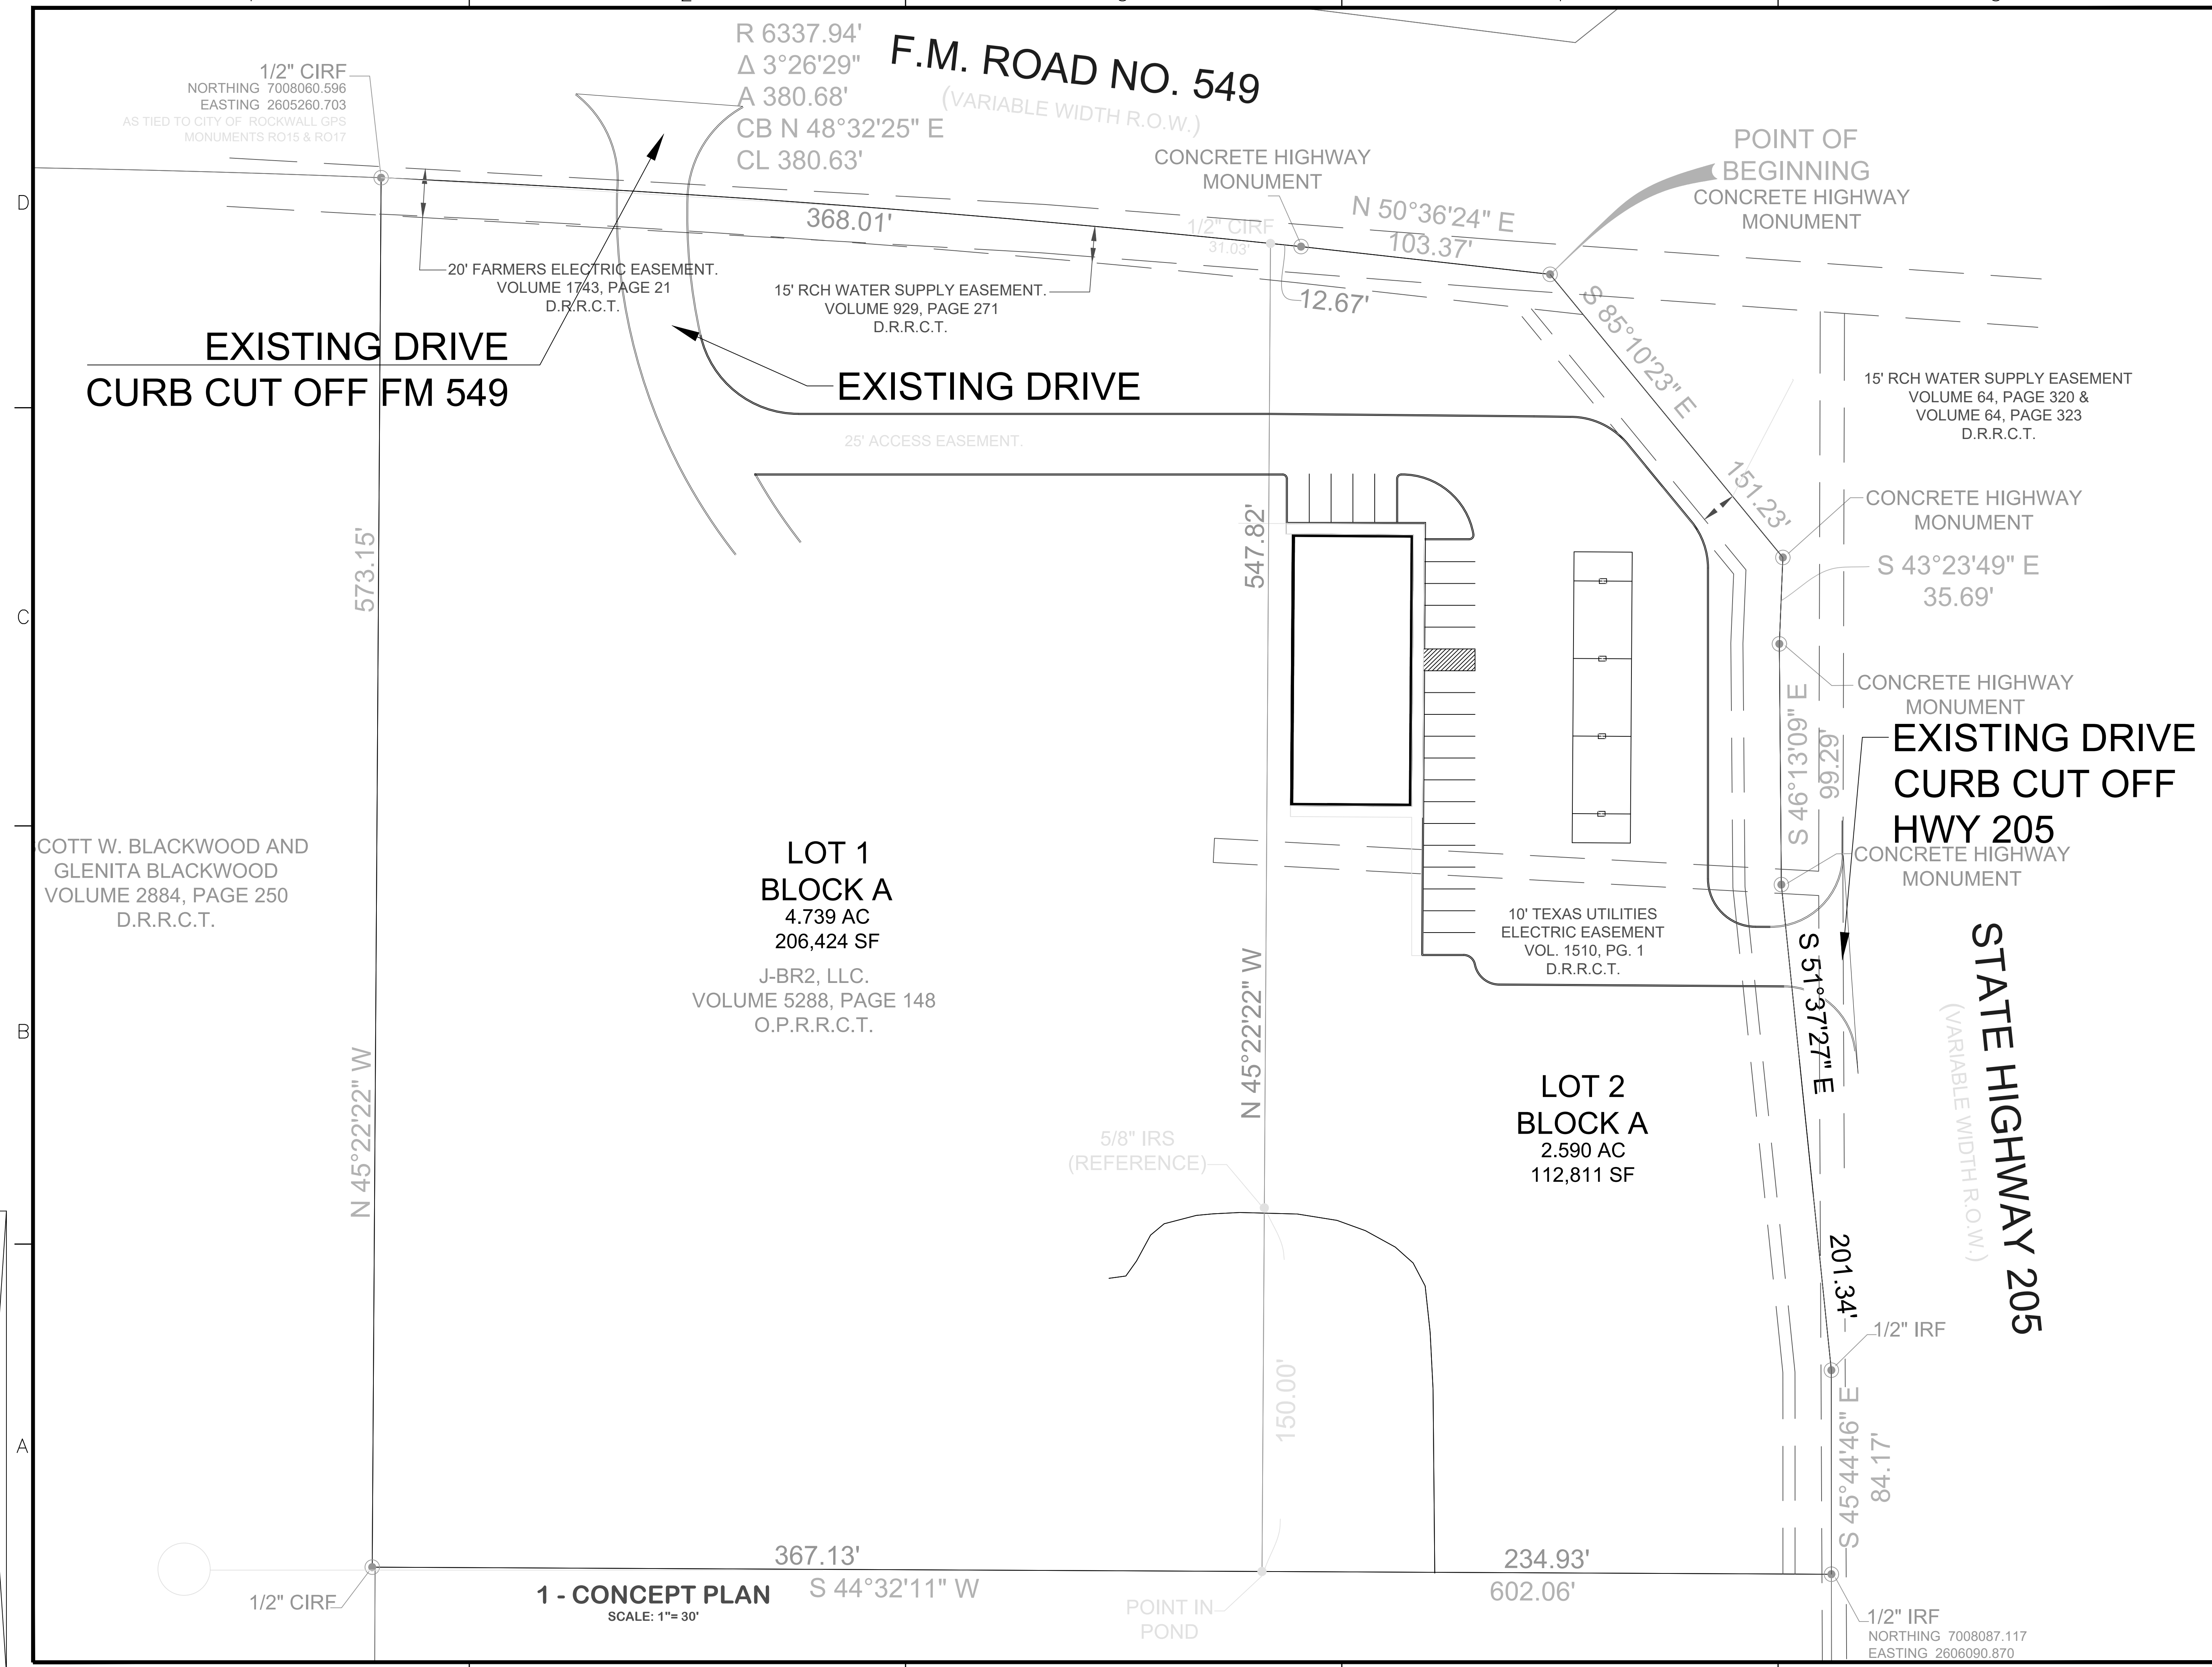 R 6337.94'
Δ 3°26'29"
A 380.68'
CB N 48°32'25" E
CL 380.63'
F.M. ROAD NO. 549
(VARIABLE WIDTH R.O.W.)
1/2" CIRF
NORTHING 7008060.596
EASTING 2605260.703
AS TIED TO CITY OF ROCKWALL GPS
MONUMENTS RO15 & RO17
CONCRETE HIGHWAY
MONUMENT
POINT OF
BEGINNING
CONCRETE HIGHWAY
MONUMENT
D
368.01'
1/2" CIRF
31.03'
N 50°36'24" E
103.37'
12.67'
20' FARMERS ELECTRIC EASEMENT.
VOLUME 1743, PAGE 21
D.R.R.C.T.
15' RCH WATER SUPPLY EASEMENT.
VOLUME 929, PAGE 271
D.R.R.C.T.
S 85°10'23" E
151.23'
EXISTING DRIVE
CURB CUT OFF FM 549
EXISTING DRIVE
15' RCH WATER SUPPLY EASEMENT
VOLUME 64, PAGE 320 &
VOLUME 64, PAGE 323
D.R.R.C.T.
25' ACCESS EASEMENT.
CONCRETE HIGHWAY
MONUMENT
573.15'
547.82'
S 43°23'49" E
35.69'
C
CONCRETE HIGHWAY
MONUMENT
S 46°13'09" E
99.29'
EXISTING DRIVE
CURB CUT OFF
HWY 205
CONCRETE HIGHWAY
MONUMENT
COTT W. BLACKWOOD AND
GLENITA BLACKWOOD
VOLUME 2884, PAGE 250
D.R.R.C.T.
LOT 1
BLOCK A
4.739 AC
206,424 SF
J-BR2, LLC.
VOLUME 5288, PAGE 148
O.P.R.R.C.T.
10' TEXAS UTILITIES
ELECTRIC EASEMENT
VOL. 1510, PG. 1
D.R.R.C.T.
S 51°37'27" E
201.34'
STATE HIGHWAY 205
(VARIABLE WIDTH R.O.W.)
B
N 45°22'22" W
N 45°22'22" W
LOT 2
BLOCK A
2.590 AC
112,811 SF
5/8" IRS
(REFERENCE)
1/2" IRF
150.00'
S 45°44'46" E
84.17'
A
367.13'
S 44°32'11" W
234.93'
602.06'
1/2" CIRF
1 - CONCEPT PLAN
SCALE: 1"= 30'
POINT IN
POND
1/2" IRF
NORTHING 7008087.117
EASTING 2606090.870